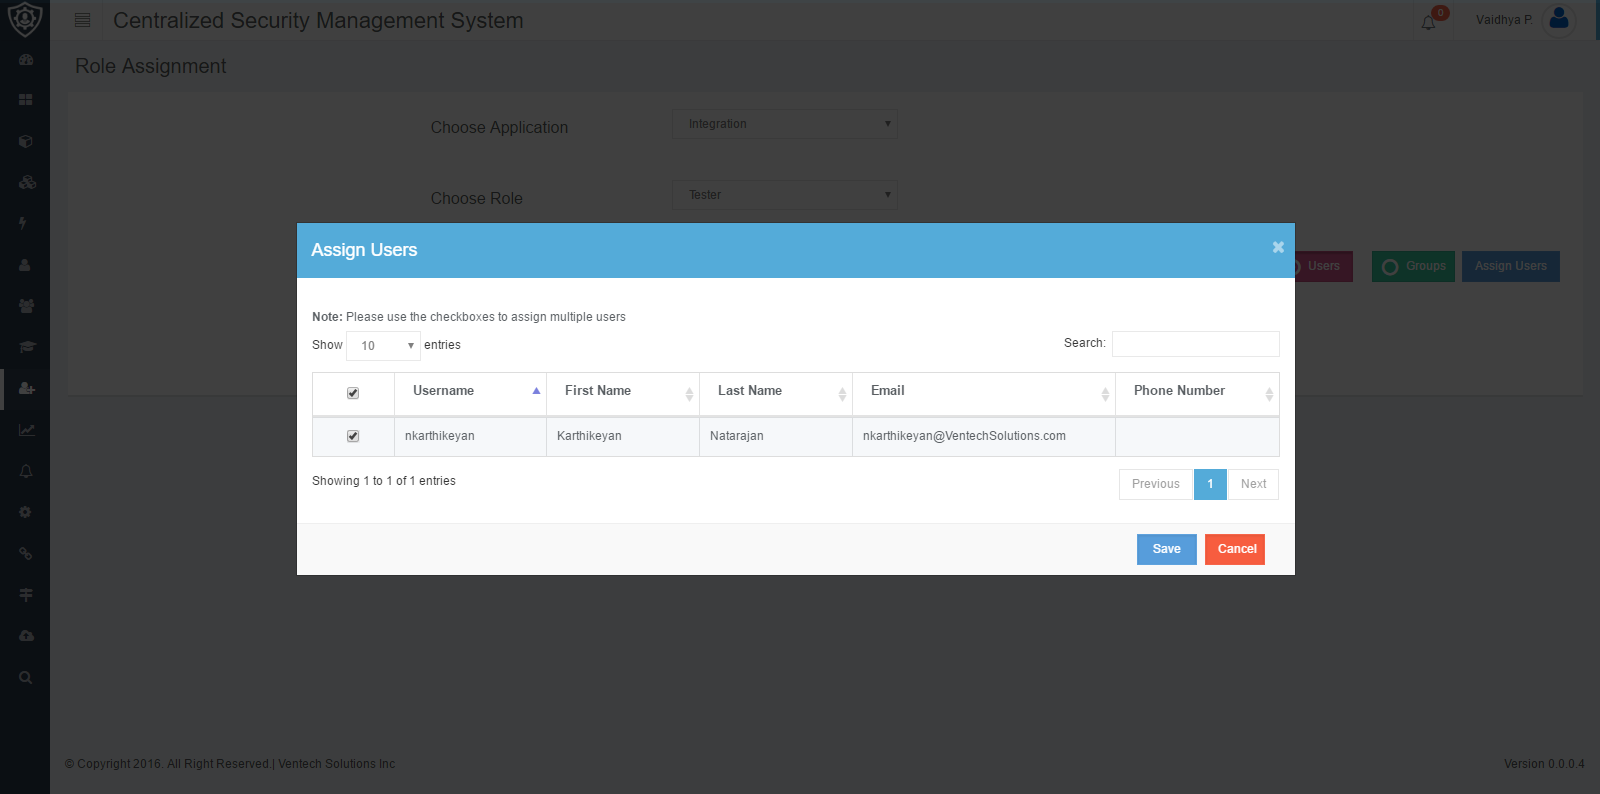 Centralized Security Management System
0
Vaidhya P.
Role Assignment
Choose Application
Integration
Choose Role
Tester
Users
Groups
Assign Users
Assign Users
Note: Please use the checkboxes to assign multiple users
Show 10 entries
Search:
Username First Name Last Name Email Phone Number
nkarthikeyan Karthikeyan Natarajan nkarthikeyan@VentechSolutions.com
Showing 1 to 1 of 1 entries
Previous 1 Next
Save Cancel
© Copyright 2016. All Right Reserved.| Ventech Solutions Inc
Version 0.0.0.4